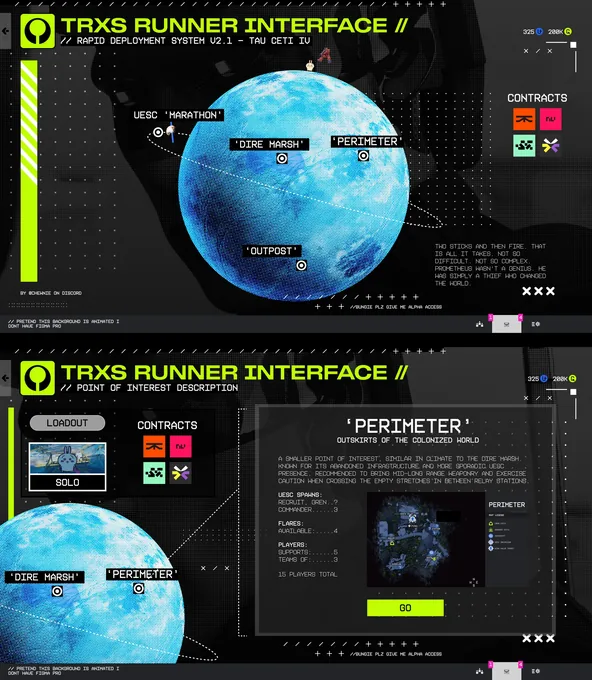 TRXS RUNNER INTERFACE //
// RAPID DEPLOYMENT SYSTEM V2.1 - TAU CETI IV
325 200K
UESC 'MARATHON'
'DIRE MARSH'
'PERIMETER'
'OUTPOST'
CONTRACTS
TWO STICKS AND THEN FIRE. THAT
IS ALL IT TAKES. NOT SO
DIFFICULT. NOT SO COMPLEX.
PROMETHEUS WASN'T A GENIUS. HE
WAS SIMPLY A THIEF WHO CHANGED
THE WORLD.
BY @CHEWNIE ON DISCORD
//BUNGIE PLZ GIVE ME ALPHA ACCESS
// PRETEND THIS BACKGROUND IS ANIMATED I
DONT HAVE FIGMA PRO
TRXS RUNNER INTERFACE //
// POINT OF INTEREST DESCRIPTION
325 200K
LOADOUT
SOLO
CONTRACTS
'DIRE MARSH'
'PERIMETER'
'PERIMETER'
OUTSKIRTS OF THE COLONIZED WORLD
A SMALLER POINT OF INTEREST, SIMILAR IN CLIMATE TO THE DIRE MARSH.
KNOWN FOR ITS ABANDONED INFRASTRUCTURE AND MORE SPORADIC UESC
PRESENCE. RECOMMENDED TO BRING MID-LONG RANGE WEAPONRY AND EXERCISE
CAUTION WHEN CROSSING THE EMPTY STRETCHES IN BETWEEN RELAY STATIONS.
UESC SPAWNS:
RECRUIT, GREN..?
COMMANDER.....3
FLARES:
AVAILABLE:.....4
PLAYERS:
SUPPORTS:......5
TEAMS OF:......3
15 PLAYERS TOTAL
PERIMETER
GO
//BUNGIE PLZ GIVE ME ALPHA ACCESS
// PRETEND THIS BACKGROUND IS ANIMATED I
DONT HAVE FIGMA PRO